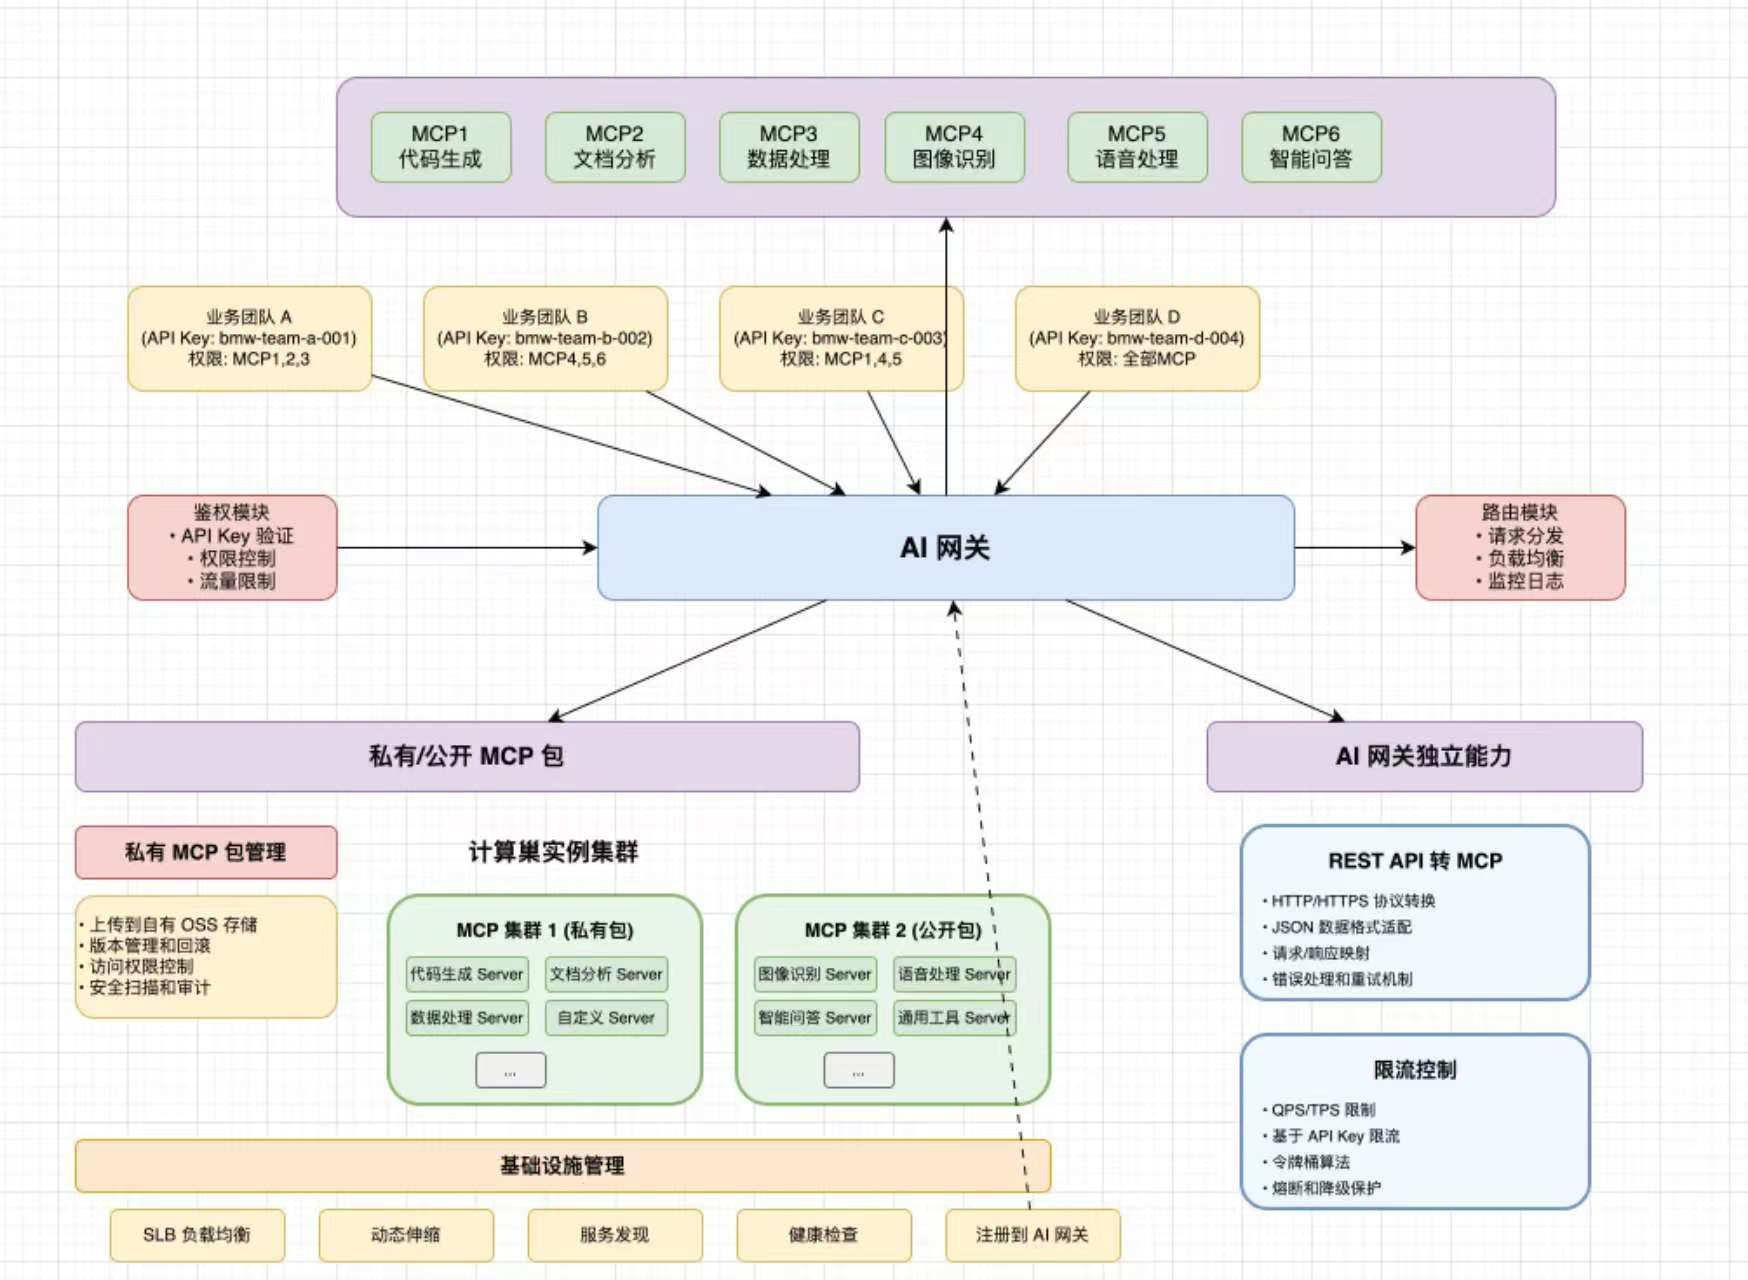 MCP1
代码生成
MCP2
文档分析
MCP3
数据处理
MCP4
图像识别
MCP5
语音处理
MCP6
智能问答
业务团队 A
(API Key: bmw-team-a-001)
权限: MCP1,2,3
业务团队 B
(API Key: bmw-team-b-002)
权限: MCP4,5,6
业务团队 C
(API Key: bmw-team-c-003)
权限: MCP1,4,5
业务团队 D
(API Key: bmw-team-d-004)
权限: 全部MCP
鉴权模块
• API Key 验证
• 权限控制
• 流量限制
AI 网关
路由模块
• 请求分发
• 负载均衡
• 监控日志
私有/公开 MCP 包
AI 网关独立能力
私有 MCP 包管理
• 上传到自有 OSS 存储
• 版本管理和回滚
• 访问权限控制
• 安全扫描和审计
计算巢实例集群
MCP 集群 1 (私有包)
代码生成 Server
文档分析 Server
数据处理 Server
自定义 Server
...
MCP 集群 2 (公开包)
图像识别 Server
语音处理 Server
智能问答 Server
通用工具 Server
...
REST API 转 MCP
• HTTP/HTTPS 协议转换
• JSON 数据格式适配
• 请求/响应映射
• 错误处理和重试机制
限流控制
• QPS/TPS 限制
• 基于 API Key 限流
• 令牌桶算法
• 熔断和降级保护
基础设施管理
SLB 负载均衡
动态伸缩
服务发现
健康检查
注册到 AI 网关